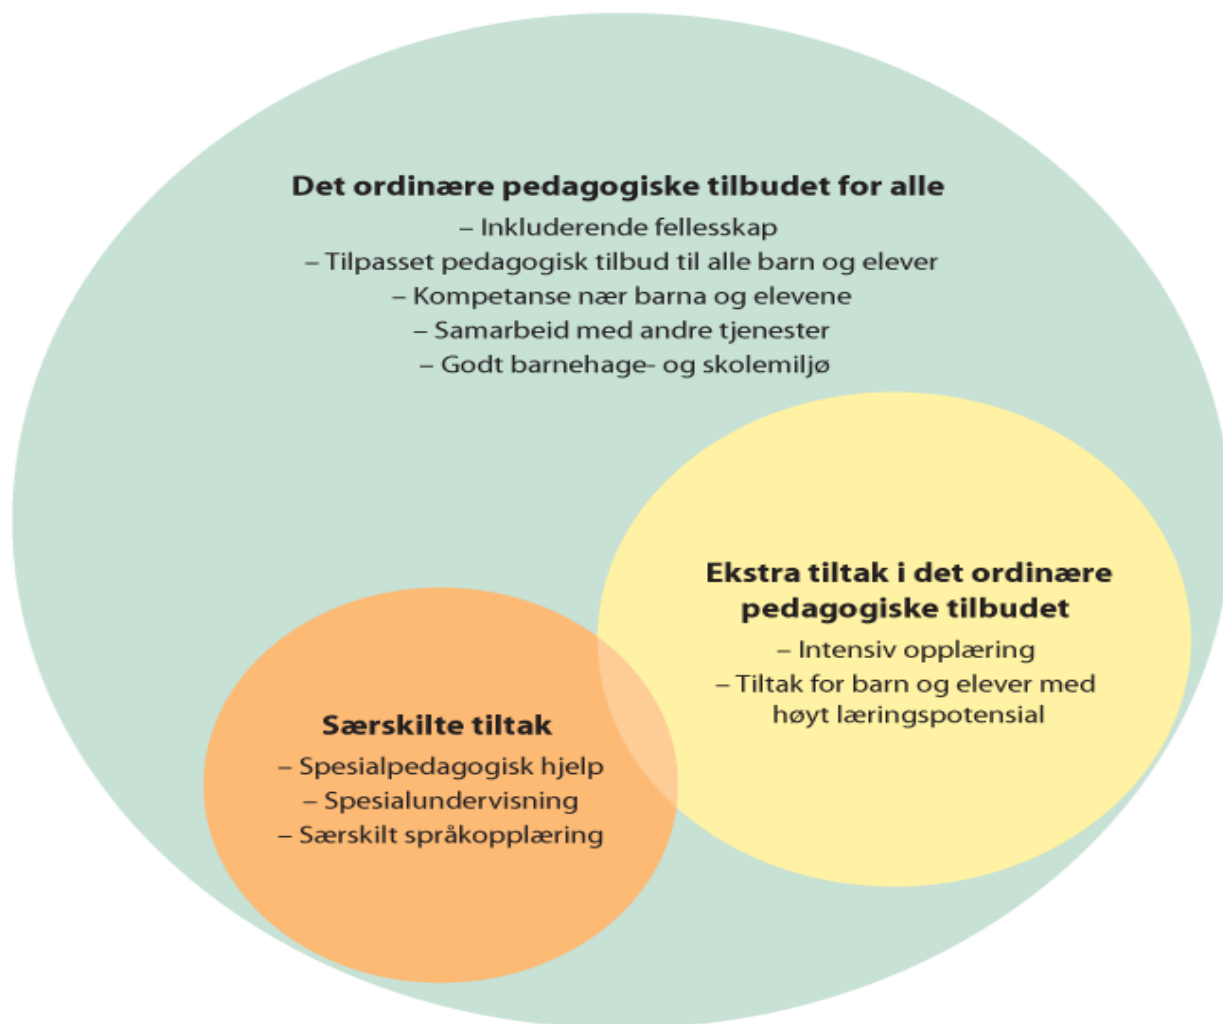 Det ordinære pedagogiske tilbudet for alle
– Inkluderende fellesskap
– Tilpasset pedagogisk tilbud til alle barn og elever
– Kompetanse nær barna og elevene
– Samarbeid med andre tjenester
– Godt barnehage- og skolemiljø
Ekstra tiltak i det ordinære
pedagogiske tilbudet
– Intensiv opplæring
– Tiltak for barn og elever med
høyt læringspotensial
Særskilte tiltak
– Spesialpedagogisk hjelp
– Spesialundervisning
– Særskilt språkopplæring